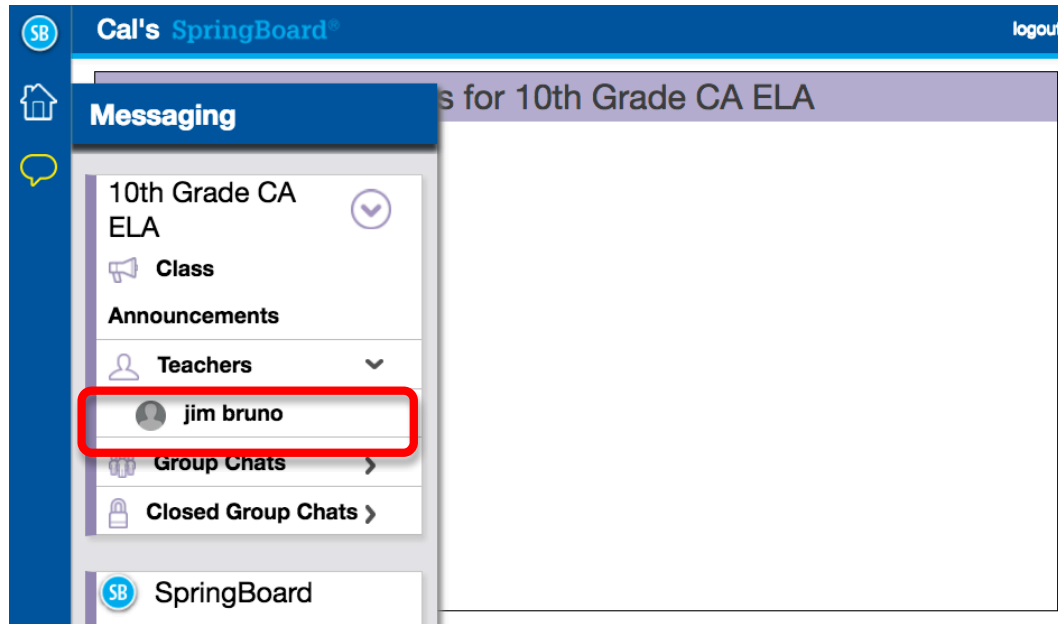 SB
Cal's SpringBoard®
logout
s for 10th Grade CA ELA
Messaging
10th Grade CA
ELA
Class
Announcements
Teachers
jim bruno
Group Chats
Closed Group Chats
SB
SpringBoard